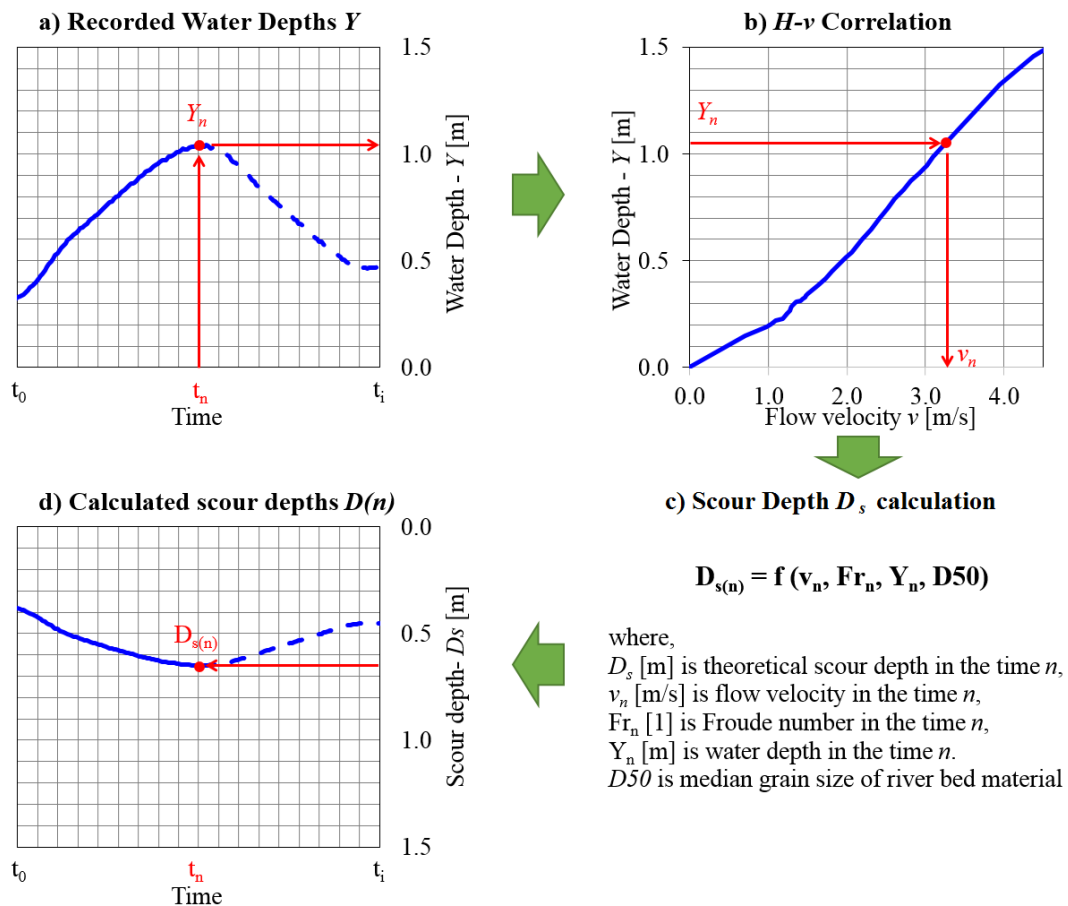 a) Recorded Water Depths Y
1.5
1.0
0.5
0.0
Water Depth - Y [m]
Yn
t0
tn
ti
Time
b) H-v Correlation
1.5
1.0
0.5
0.0
Water Depth - Y [m]
Yn
vn
0.0 1.0 2.0 3.0 4.0
Flow velocity v [m/s]
c) Scour Depth Ds calculation
Ds(n) = f (vn, Frn, Yn, D50)
where,
Ds [m] is theoretical scour depth in the time n,
vn [m/s] is flow velocity in the time n,
Frn [1] is Froude number in the time n,
Yn [m] is water depth in the time n.
D50 is median grain size of river bed material
d) Calculated scour depths D(n)
0.0
0.5
1.0
1.5
Scour depth- Ds [m]
Ds(n)
t0
tn
ti
Time